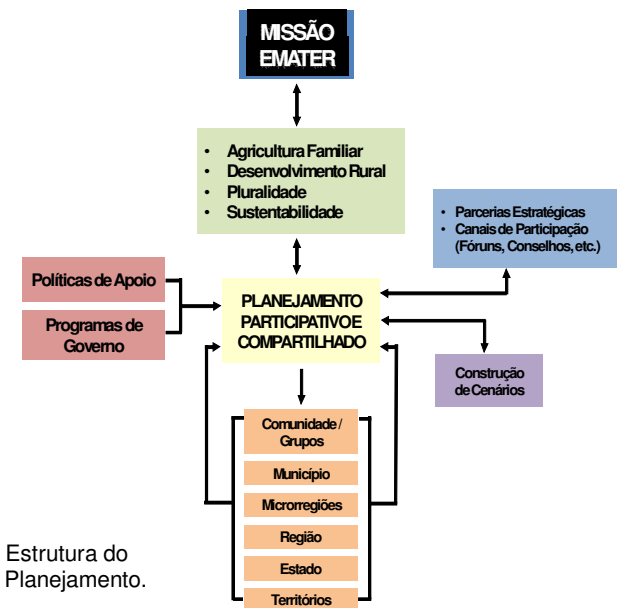 MISSÃO
EMATER
• Agricultura Familiar
• Desenvolvimento Rural
• Pluralidade
• Sustentabilidade
• Parcerias Estratégicas
• Canais de Participação
(Fóruns, Conselhos, etc.)
Políticas de Apoio
Programas de
Governo
PLANEJAMENTO
PARTICIPATIVO E
COMPARTILHADO
Construção
de Cenários
Comunidade /
Grupos
Município
Microrregiões
Região
Estado
Territórios
Estrutura do
Planejamento.